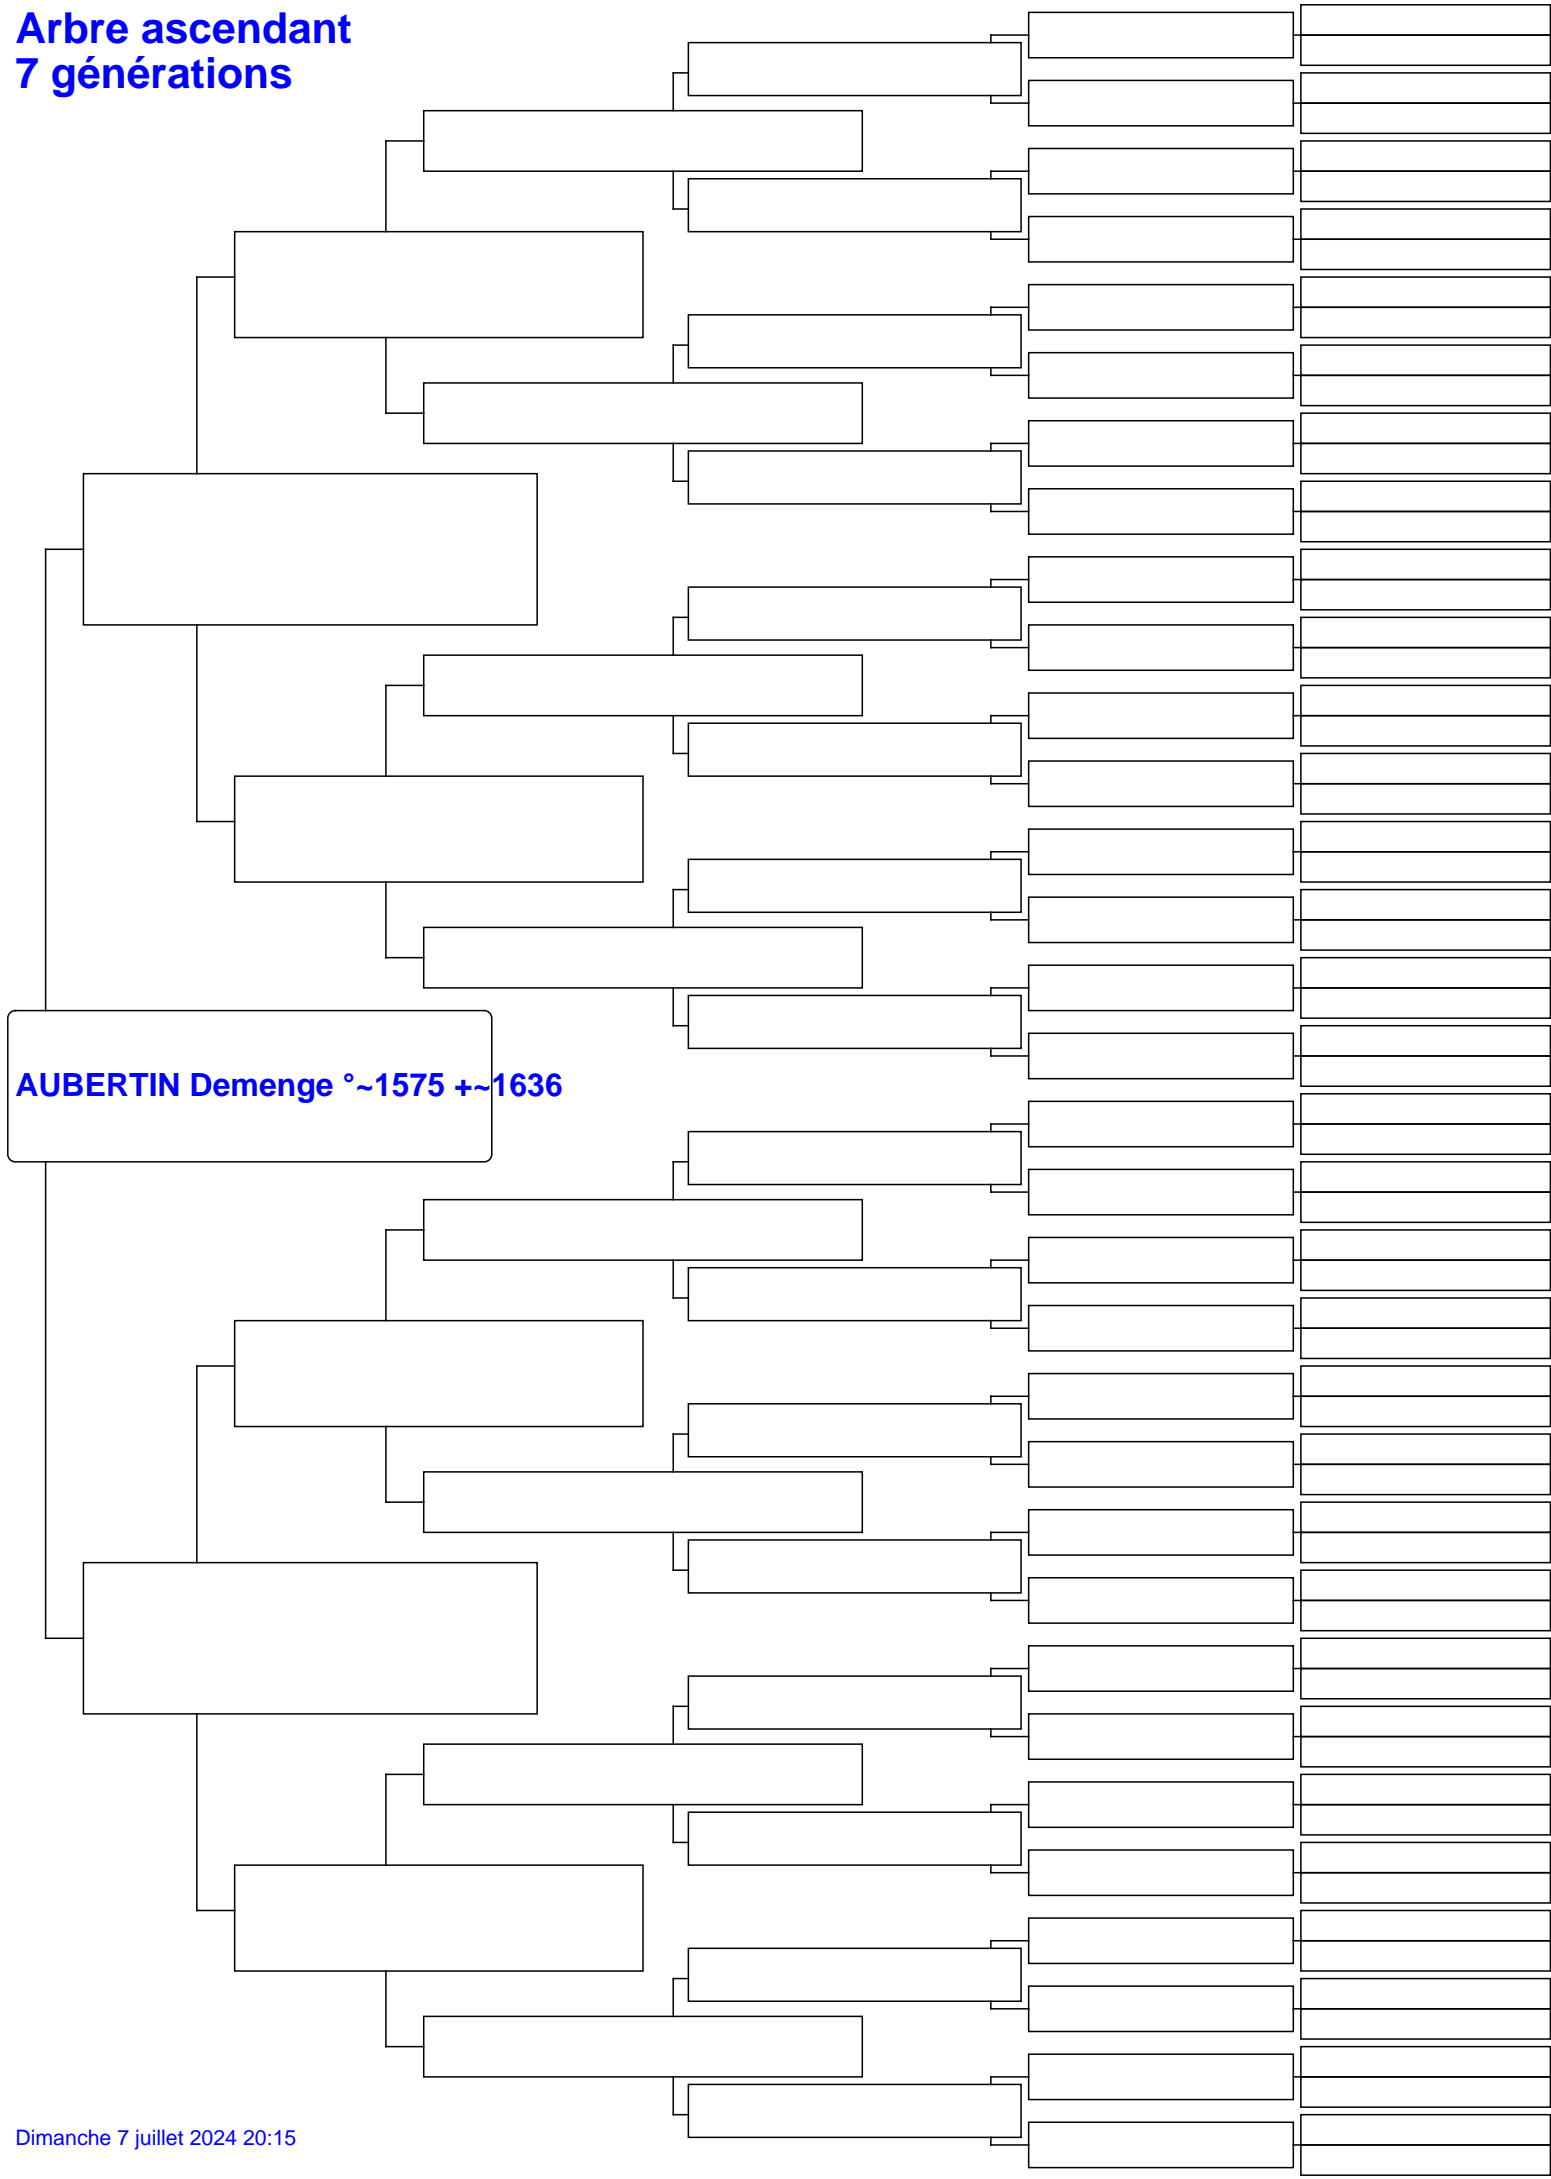 Arbre ascendant
7 générations
AUBERTIN Demenge °~1575 +~1636
Dimanche 7 juillet 2024 20:15